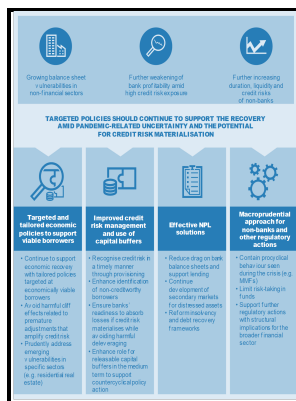 Growing balance sheet
vulnerabilities in
non-financial sectors
Further weakening of
bank profitability amid
high credit risk exposure
Further increasing
duration, liquidity and
credit risks
of non-banks
TARGETED POLICIES SHOULD CONTINUE TO SUPPORT THE RECOVERY
AMID PANDEMIC-RELATED UNCERTAINTY AND THE POTENTIAL
FOR CREDIT RISK MATERIALISATION
Targeted and
tailored economic
policies to support
viable borrowers
• Continue to support
economic recovery
with tailored policies
targeted at
economically viable
borrowers
• Avoid harmful cliff
effects related to
premature
adjustments that
amplify credit risk
• Prudently address
emerging
vulnerabilities in
specific sectors
(e.g. residential real
estate)
Improved credit
risk management
and use of
capital buffers
• Recognise credit risk in
a timely manner
through provisioning
• Enhance identification
of non-creditworthy
borrowers
• Ensure banks'
readiness to absorb
losses if credit risk
materialises while
avoiding harmful
deleveraging
• Enhance role for
releasable capital
buffers in the medium
term to support
countercyclical policy
action
Effective NPL
solutions
• Reduce drag on bank
balance sheets and
support lending
• Continue
development of
secondary markets
for distressed assets
• Reform insolvency
and debt recovery
frameworks
Macroprudential
approach for
non-banks and
other regulatory
actions
• Contain procyclical
behaviour seen
during the crisis (e.g.
MMFs)
• Limit risk-taking in
funds
• Support further
regulatory actions
with structural
implications for the
broader financial
sector